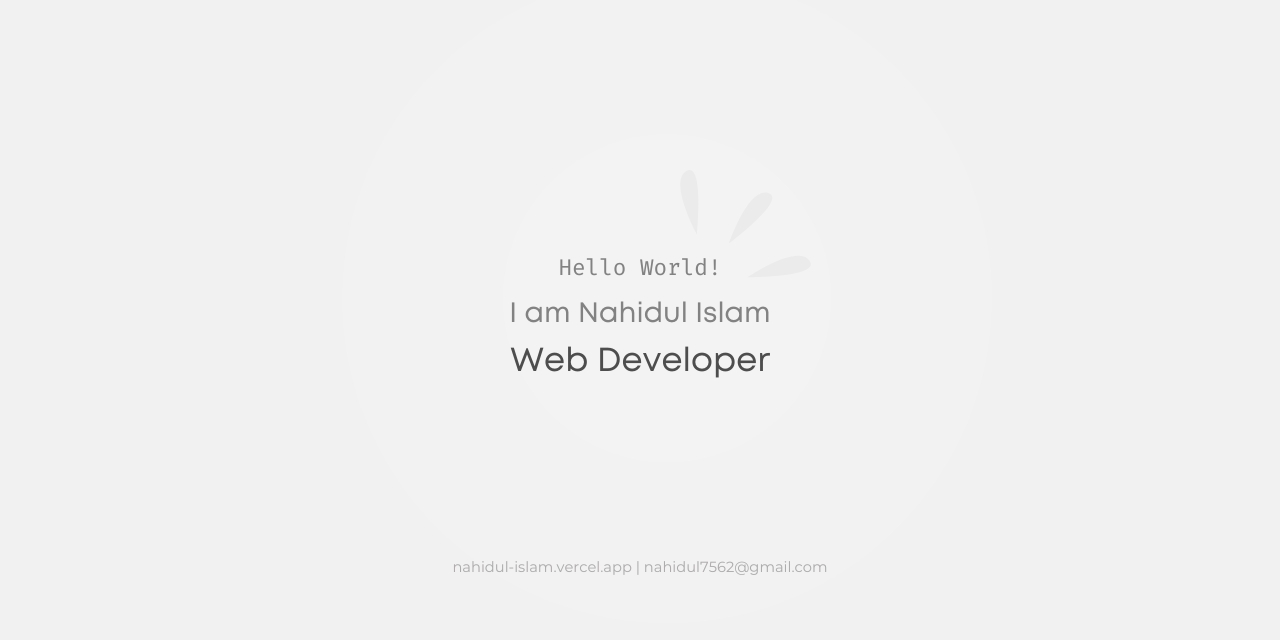 Hello World!
I am Nahidul Islam
Web Developer
nahidul-islam.vercel.app | nahidul7562@gmail.com